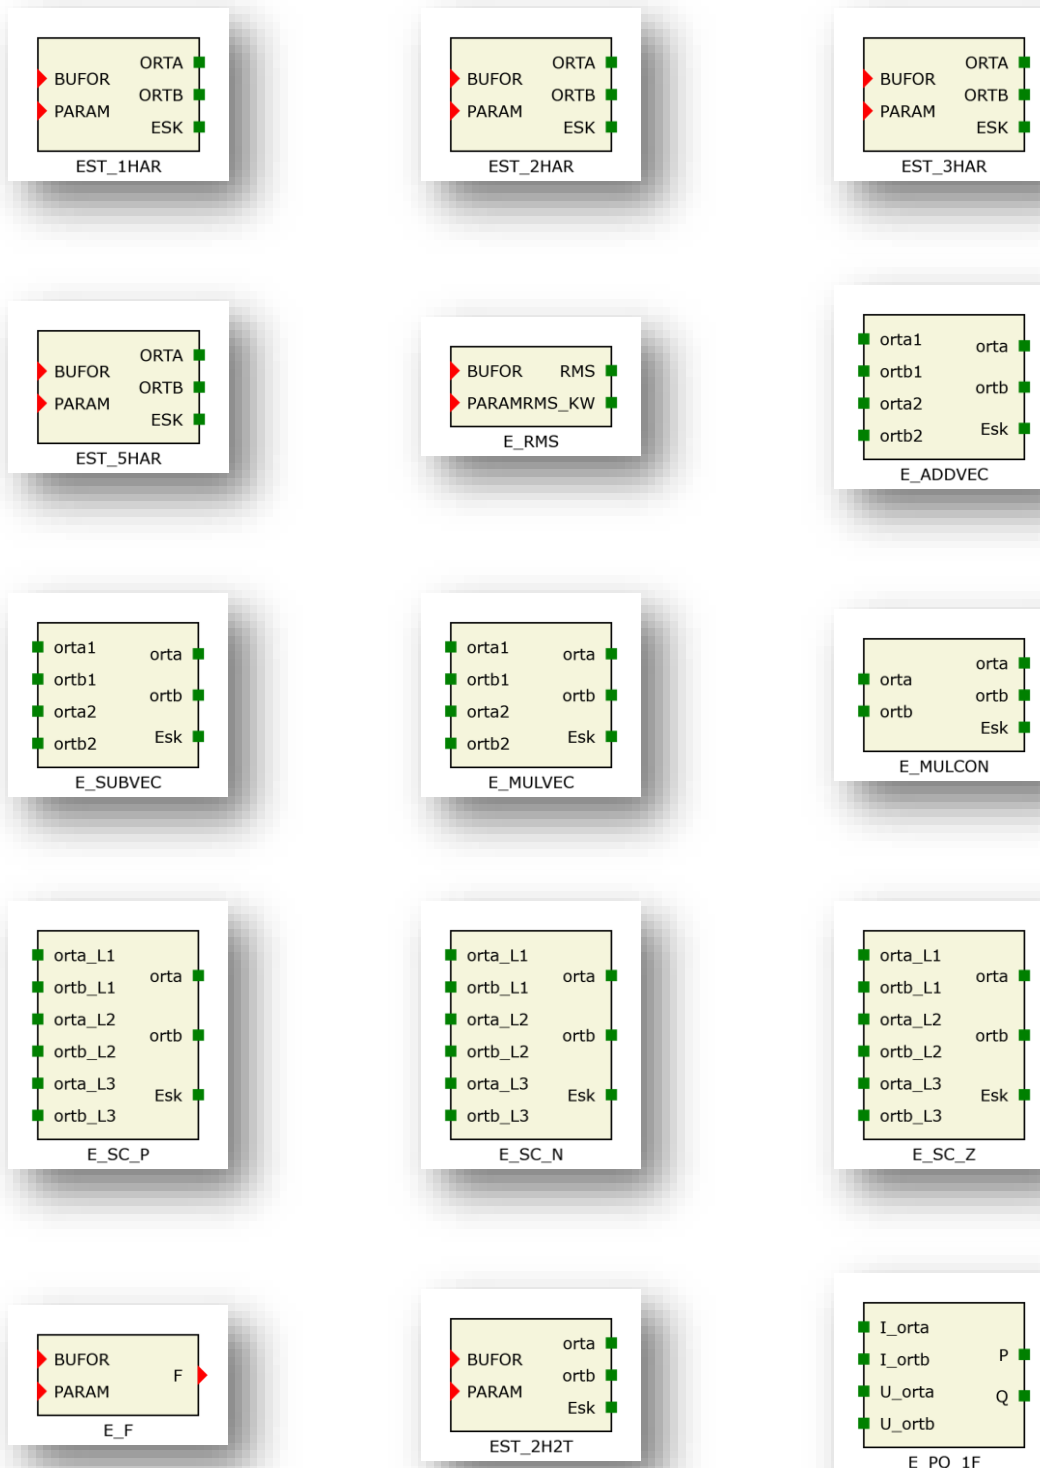 BUFOR
PARAM
ORTA
ORTB
ESK
EST_1HAR
BUFOR
PARAM
ORTA
ORTB
ESK
EST_2HAR
BUFOR
PARAM
ORTA
ORTB
ESK
EST_3HAR
BUFOR
PARAM
ORTA
ORTB
ESK
EST_5HAR
BUFOR RMS
PARAMRMS_KW
E_RMS
orta1
ortb1
orta2
ortb2
orta
ortb
Esk
E_ADDVEC
orta1
ortb1
orta2
ortb2
orta
ortb
Esk
E_SUBVEC
orta1
ortb1
orta2
ortb2
orta
ortb
Esk
E_MULVEC
orta
ortb
orta
ortb
Esk
E_MULCON
orta_L1
ortb_L1
orta_L2
ortb_L2
orta_L3
ortb_L3
orta
ortb
Esk
E_SC_P
orta_L1
ortb_L1
orta_L2
ortb_L2
orta_L3
ortb_L3
orta
ortb
Esk
E_SC_N
orta_L1
ortb_L1
orta_L2
ortb_L2
orta_L3
ortb_L3
orta
ortb
Esk
E_SC_Z
BUFOR
PARAM
F
E_F
BUFOR
PARAM
orta
ortb
Esk
EST_2H2T
I_orta
I_ortb
U_orta
U_ortb
P
Q
E_PQ_1F